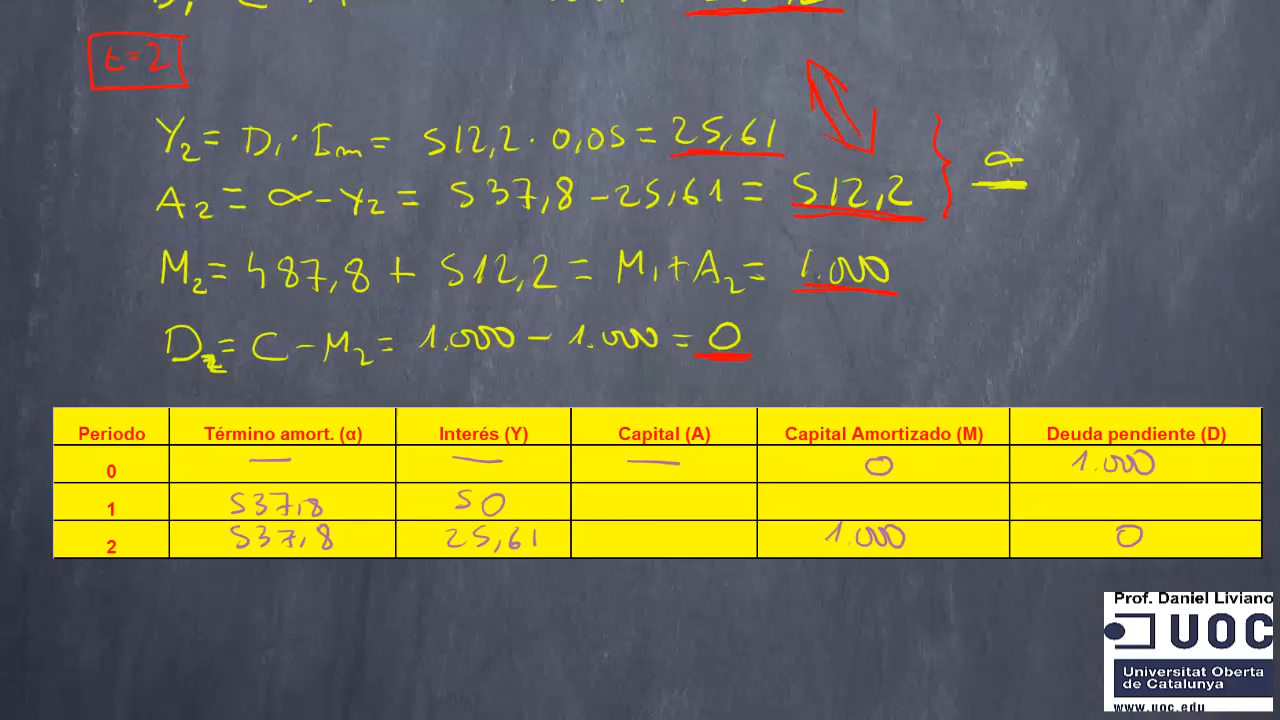 t=2
Y₂ = D₁ · Im = 512,2 · 0,05 = 25,61
A₂ = α - Y₂ = 537,8 - 25,61 = 512,2
α
M₂ = 487,8 + 512,2 = M₁ + A₂ = 1.000
D₂ = C - M₂ = 1.000 - 1.000 = 0
Periodo Término amort. (α) Interés (Y) Capital (A) Capital Amortizado (M) Deuda pendiente (D)
0 — — — 0 1.000
1 537,8 50
2 537,8 25,61 1.000 0
Prof. Daniel Liviano
UOC
Universitat Oberta
de Catalunya
www.uoc.edu